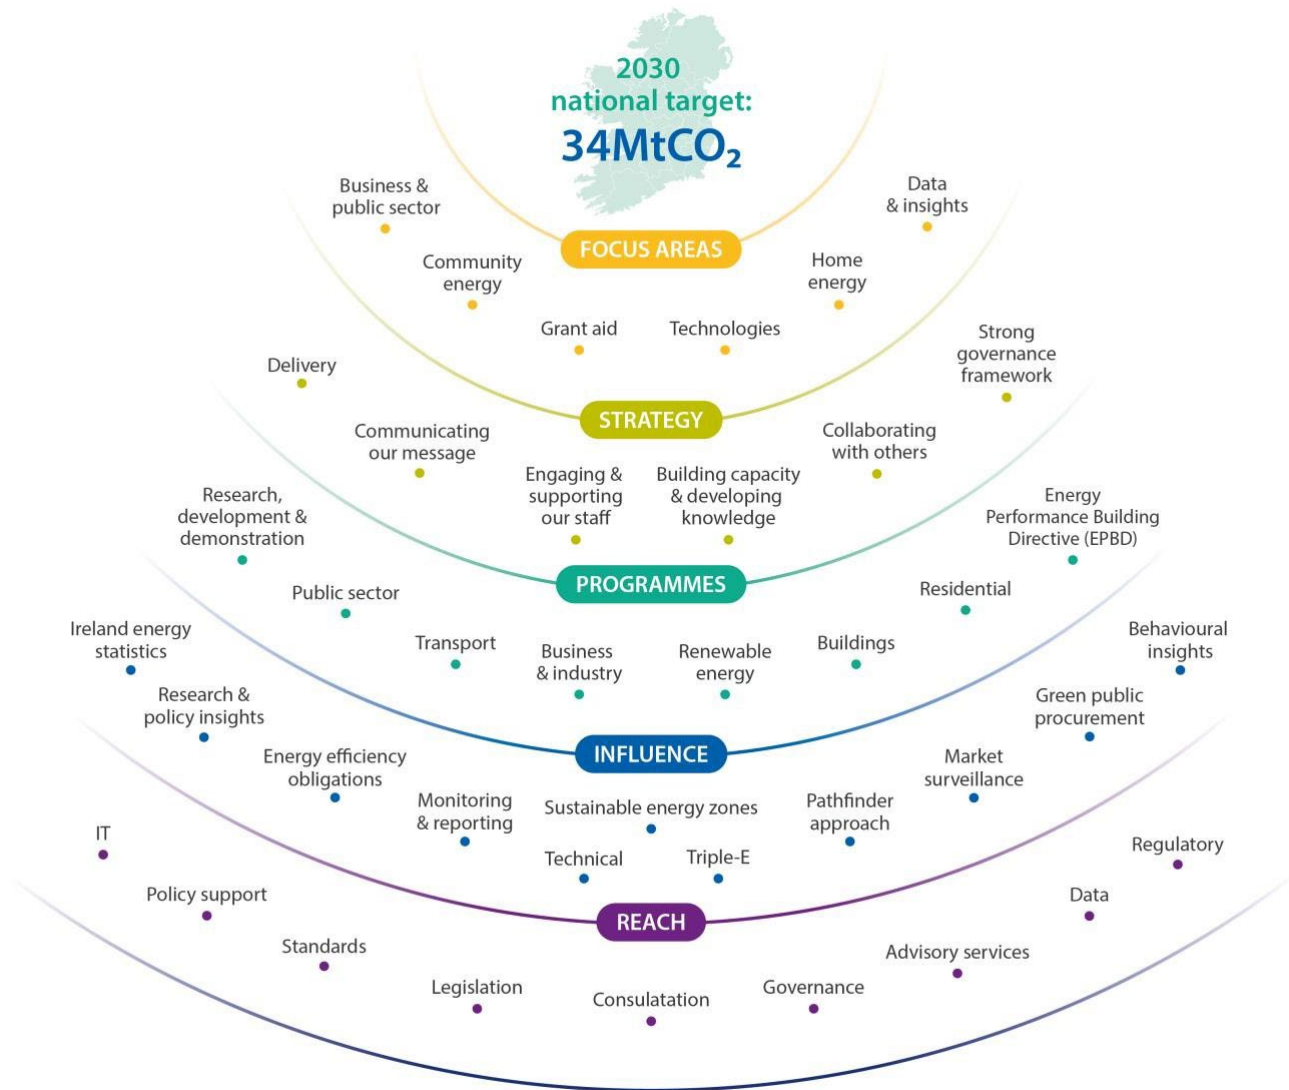 2030
national target:
34MtCO₂
FOCUS AREAS
Business &
public sector
Community
energy
Grant aid
Technologies
Home
energy
Data
& insights
STRATEGY
Delivery
Communicating
our message
Engaging &
supporting
our staff
Building capacity
& developing
knowledge
Collaborating
with others
Strong
governance
framework
PROGRAMMES
Research,
development &
demonstration
Public sector
Transport
Business
& industry
Renewable
energy
Buildings
Residential
Energy
Performance Building
Directive (EPBD)
INFLUENCE
Ireland energy
statistics
Research &
policy insights
Energy efficiency
obligations
Monitoring
& reporting
Sustainable energy zones
Technical
Triple-E
Pathfinder
approach
Market
surveillance
Green public
procurement
Behavioural
insights
REACH
IT
Policy support
Standards
Legislation
Consulatation
Governance
Advisory services
Data
Regulatory